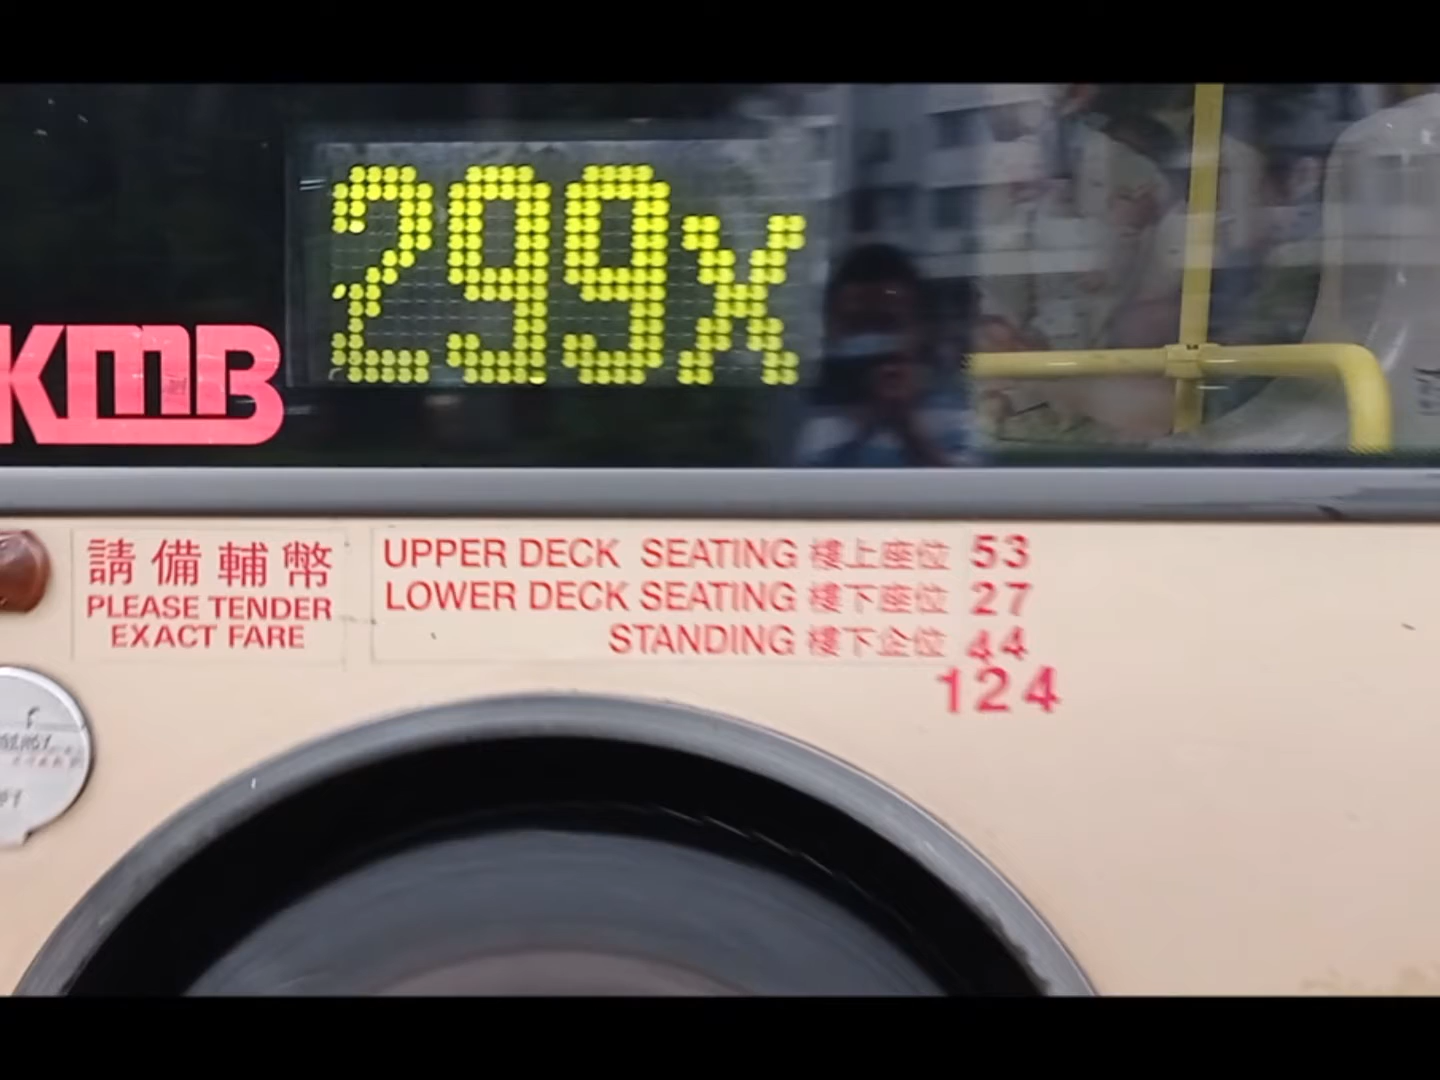 299X
KMB
請備輔幣
PLEASE TENDER
EXACT FARE
UPPER DECK SEATING 樓上座位 53
LOWER DECK SEATING 樓下座位 27
STANDING 樓下企位 44
124